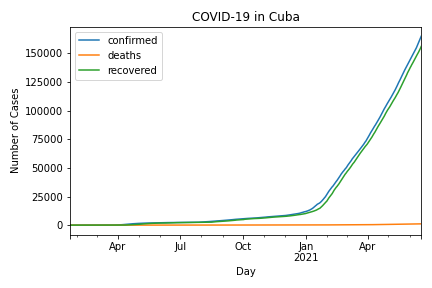 COVID-19 in Cuba
confirmed
deaths
recovered
Number of Cases
150000
125000
100000
75000
50000
25000
0
Apr
Jul
Oct
Jan
2021
Apr
Day